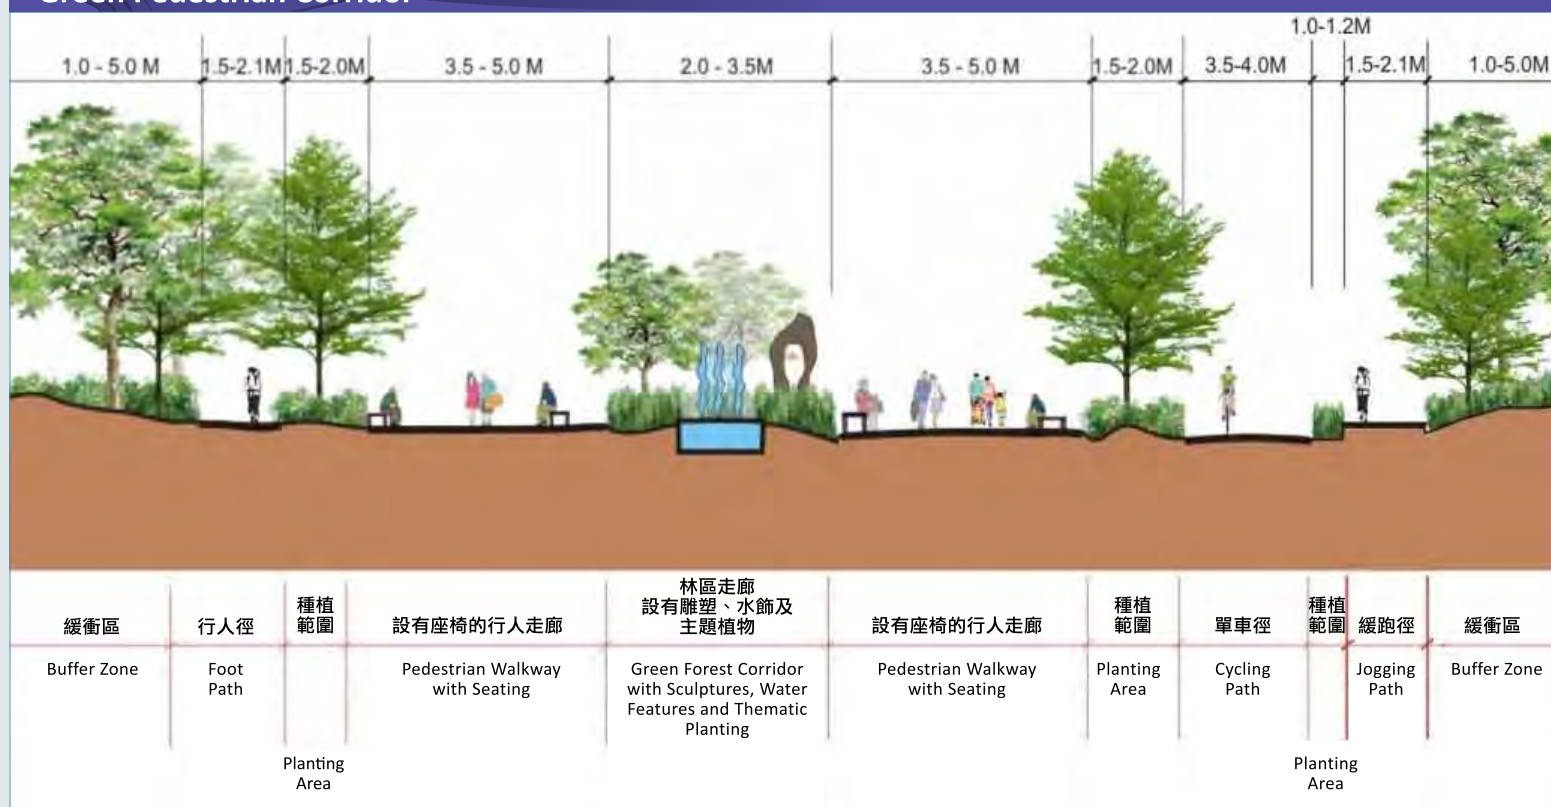 Green Pedestrian Corridor
1.0-1.2M
1.0 - 5.0 M
1.5-2.1M
1.5-2.0M
3.5 - 5.0 M
2.0 - 3.5M
3.5 - 5.0 M
1.5-2.0M
3.5-4.0M
1.5-2.1M
1.0-5.0M
緩衝區
行人徑
種植
範圍
設有座椅的行人走廊
林區走廊
設有雕塑、水飾及
主題植物
設有座椅的行人走廊
種植
範圍
單車徑
種植
範圍
緩跑徑
緩衝區
Buffer Zone
Foot
Path
Planting
Area
Pedestrian Walkway
with Seating
Green Forest Corridor
with Sculptures, Water
Features and Thematic
Planting
Pedestrian Walkway
with Seating
Planting
Area
Cycling
Path
Planting
Area
Jogging
Path
Buffer Zone